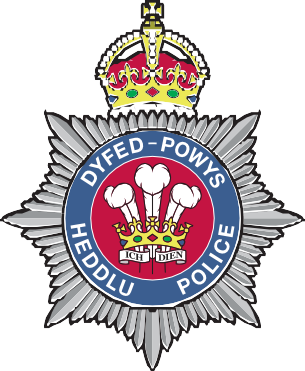 DYFED-POWYS
HEDDLU POLICE
ICH DIEN